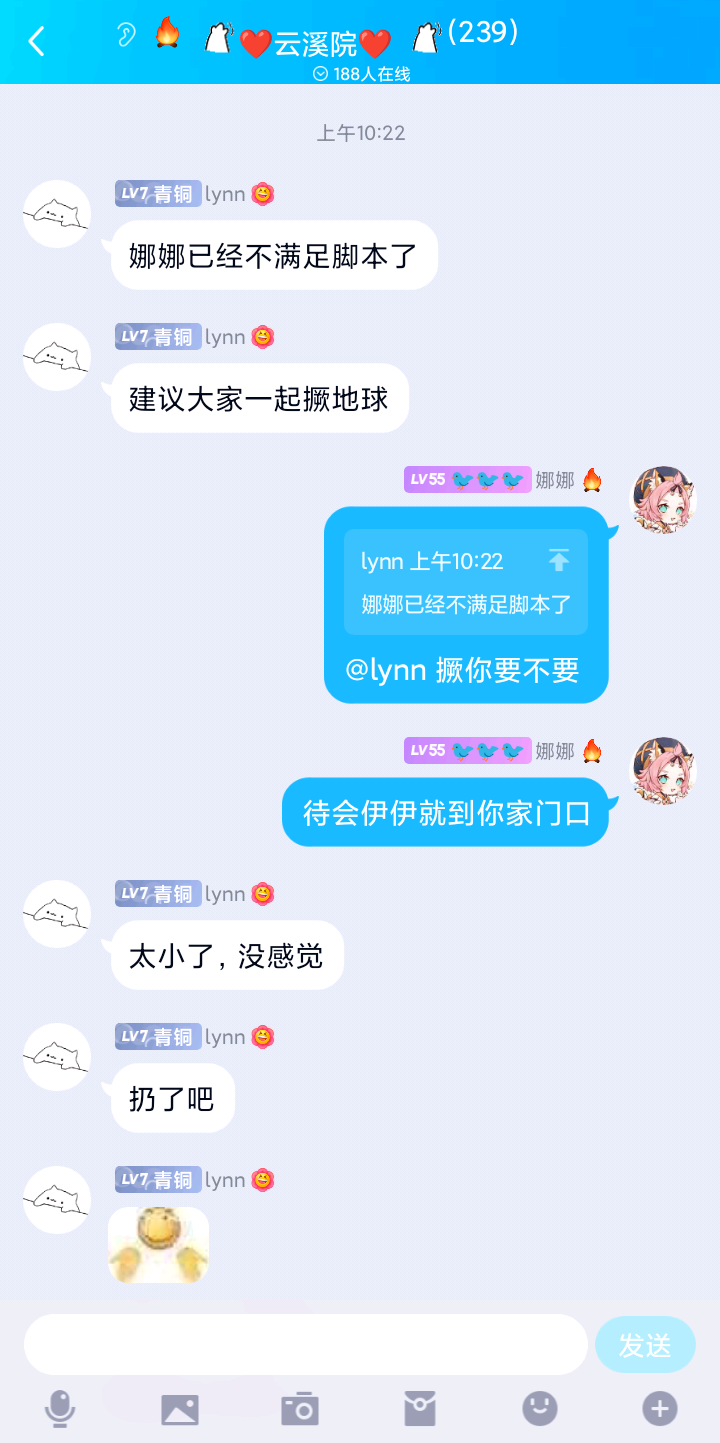 云溪院(239)
188人在线
上午10:22
LV7 青铜 lynn
娜娜已经不满足脚本了
LV7 青铜 lynn
建议大家一起撅地球
LV55 娜娜
lynn 上午10:22
娜娜已经不满足脚本了
@lynn 撅你要不要
LV55 娜娜
待会伊伊就到你家门口
LV7 青铜 lynn
太小了，没感觉
LV7 青铜 lynn
扔了吧
LV7 青铜 lynn
发送